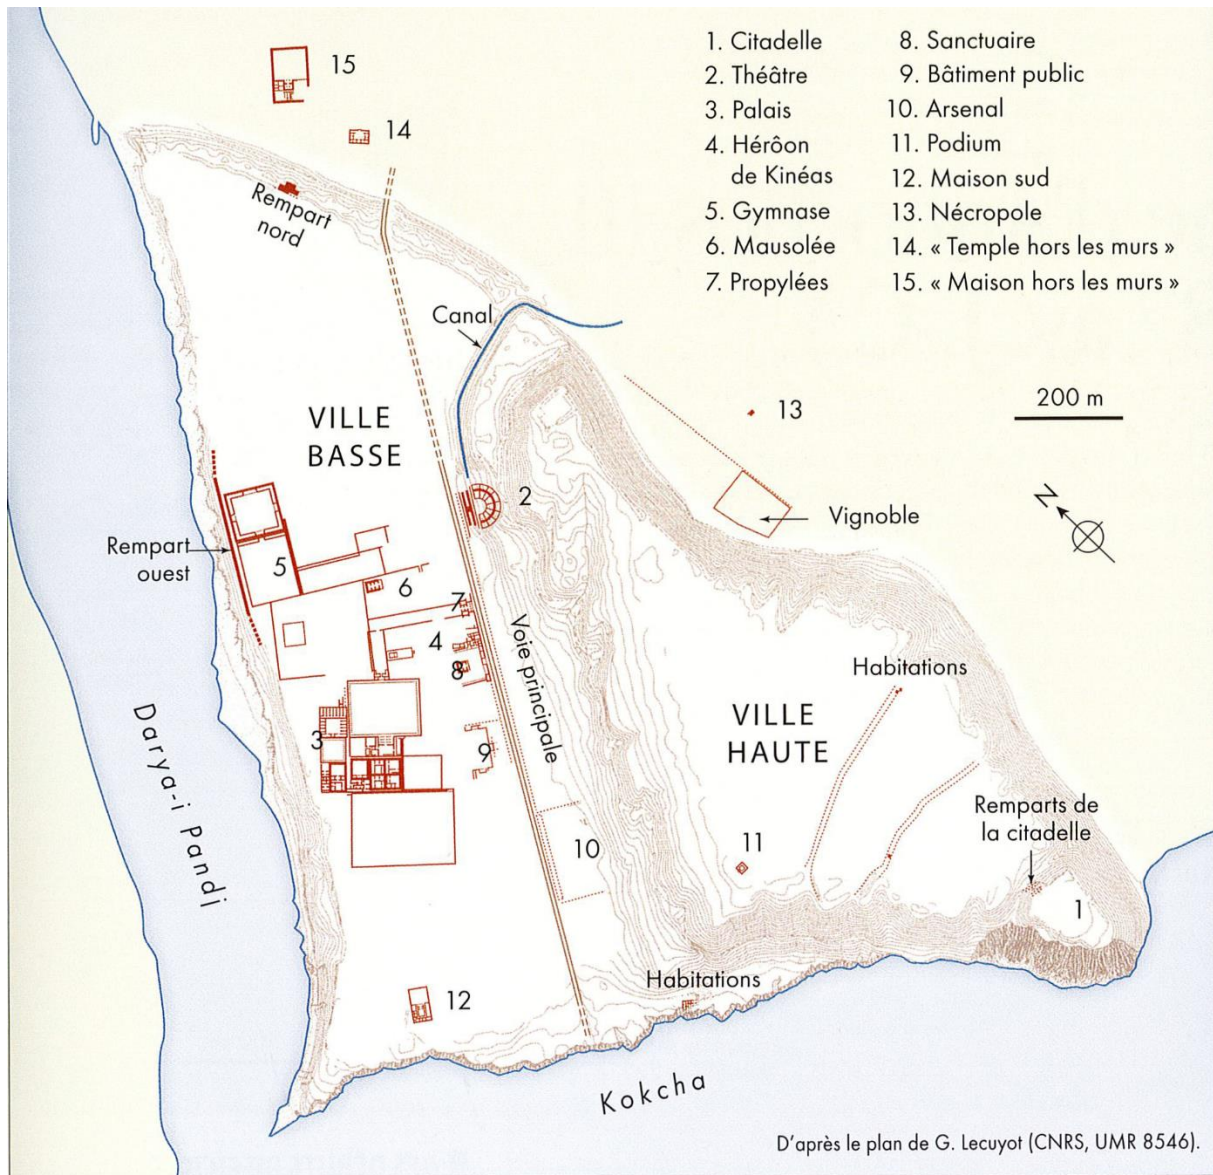 1. Citadelle
2. Théâtre
3. Palais
4. Hérôon
de Kinéas
5. Gymnase
6. Mausolée
7. Propylées
8. Sanctuaire
9. Bâtiment public
10. Arsenal
11. Podium
12. Maison sud
13. Nécropole
14. « Temple hors les murs »
15. « Maison hors les murs »
15
14
Rempart
nord
Canal
VILLE
BASSE
13
200 m
N
2
Vignoble
Rempart
ouest
5
6
7
4
8
Voie principale
Habitations
3
9
VILLE
HAUTE
Darya-i Pandj
Remparts de
la citadelle
10
11
1
12
Habitations
Kokcha
D'après le plan de G. Lecuyot (CNRS, UMR 8546).